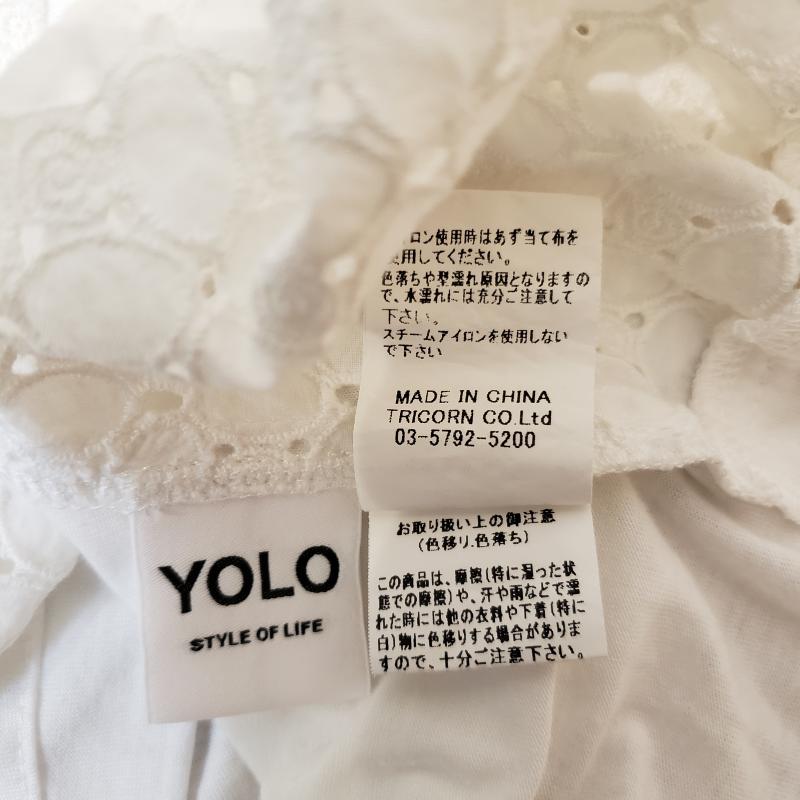 ロン使用時はあず当て布を
使用してください。
色落ちや型濡れ原因となりますの
で、水濡れには充分ご注意して
下さい。
スチームアイロンを使用しない
で下さい
MADE IN CHINA
TRICORN CO.Ltd
03-5792-5200
お取り扱い上の御注意
(色移り.色落ち)
この商品は、摩擦(特に湿った状
態での摩擦)や、汗や雨などで濡
れた時には他の衣料や下着(特に
白)物に色移りする場合がありま
すので、十分ご注意下さい。
YOLO
STYLE OF LIFE